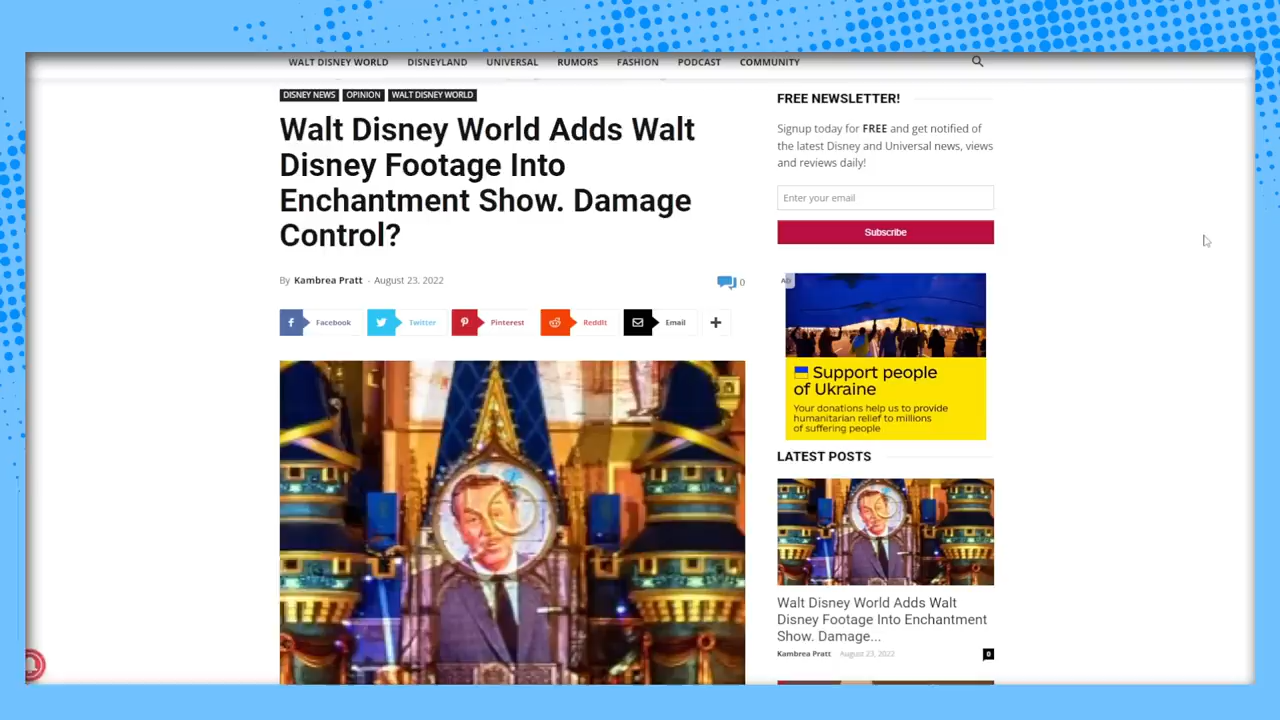 WALT DISNEY WORLD DISNEYLAND UNIVERSAL RUMORS FASHION PODCAST COMMUNITY
DISNEY NEWS OPINION WALT DISNEY WORLD
Walt Disney World Adds Walt
Disney Footage Into
Enchantment Show. Damage
Control?
By Kambrea Pratt - August 23, 2022 0
Facebook Twitter Pinterest ReddIt Email
FREE NEWSLETTER!
Signup today for FREE and get notified of
the latest Disney and Universal news, views
and reviews daily!
Enter your email
Subscribe
AD
Support people
of Ukraine
Your donations help us to provide
humanitarian relief to millions
of suffering people
LATEST POSTS
Walt Disney World Adds Walt
Disney Footage Into Enchantment
Show. Damage...
Kambrea Pratt - August 23, 2022 0